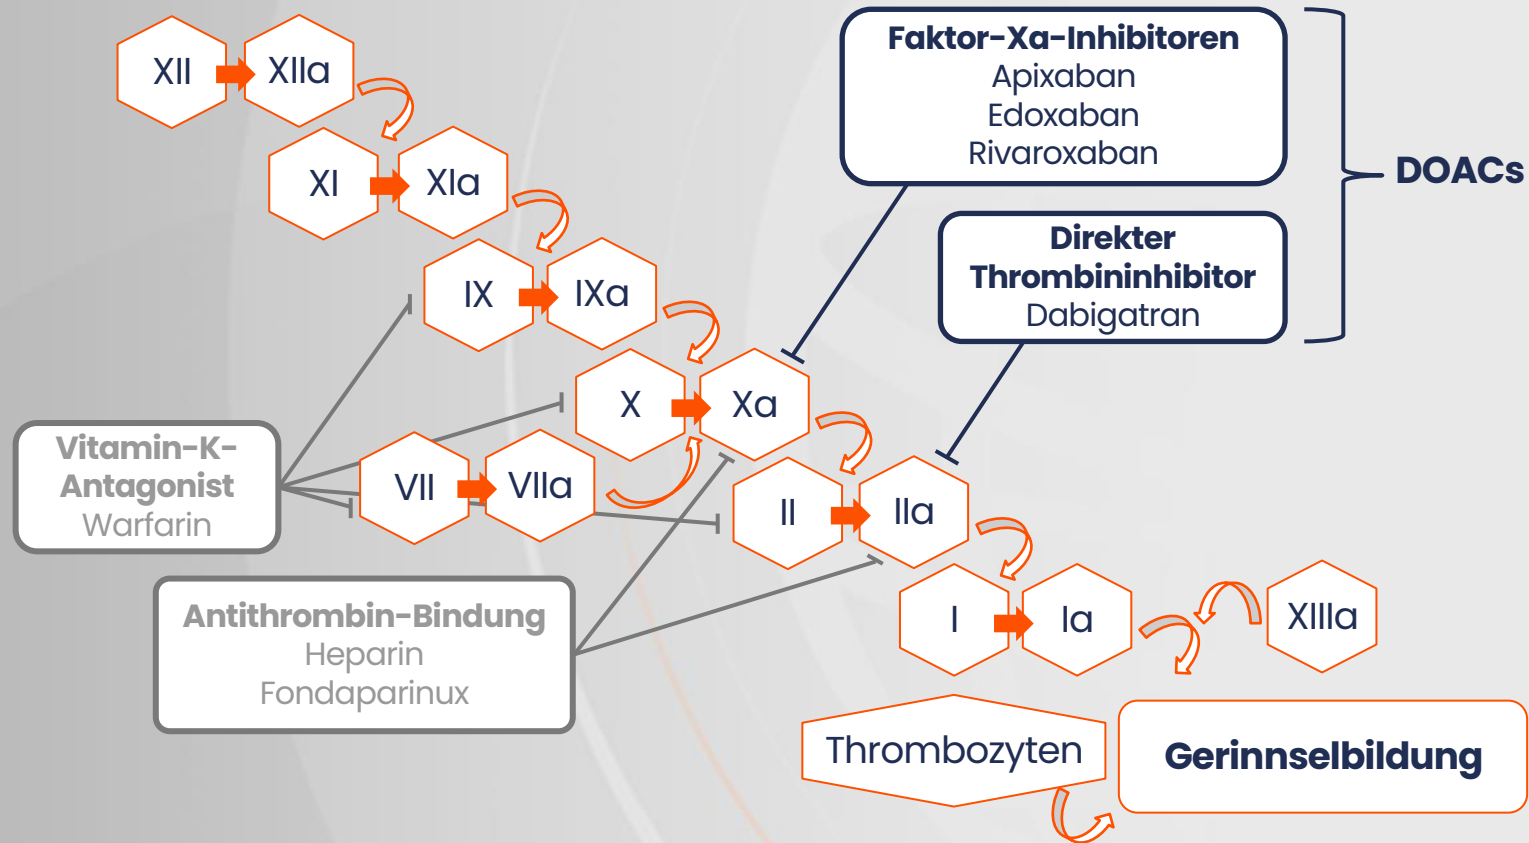 XII
XIIa
XI
XIa
IX
IXa
X
Xa
VII
VIIa
II
IIa
I
Ia
XIIIa
Faktor-Xa-Inhibitoren
Apixaban
Edoxaban
Rivaroxaban
Direkter
Thrombininhibitor
Dabigatran
DOACs
Vitamin-K-
Antagonist
Warfarin
Antithrombin-Bindung
Heparin
Fondaparinux
Thrombozyten
Gerinnselbildung